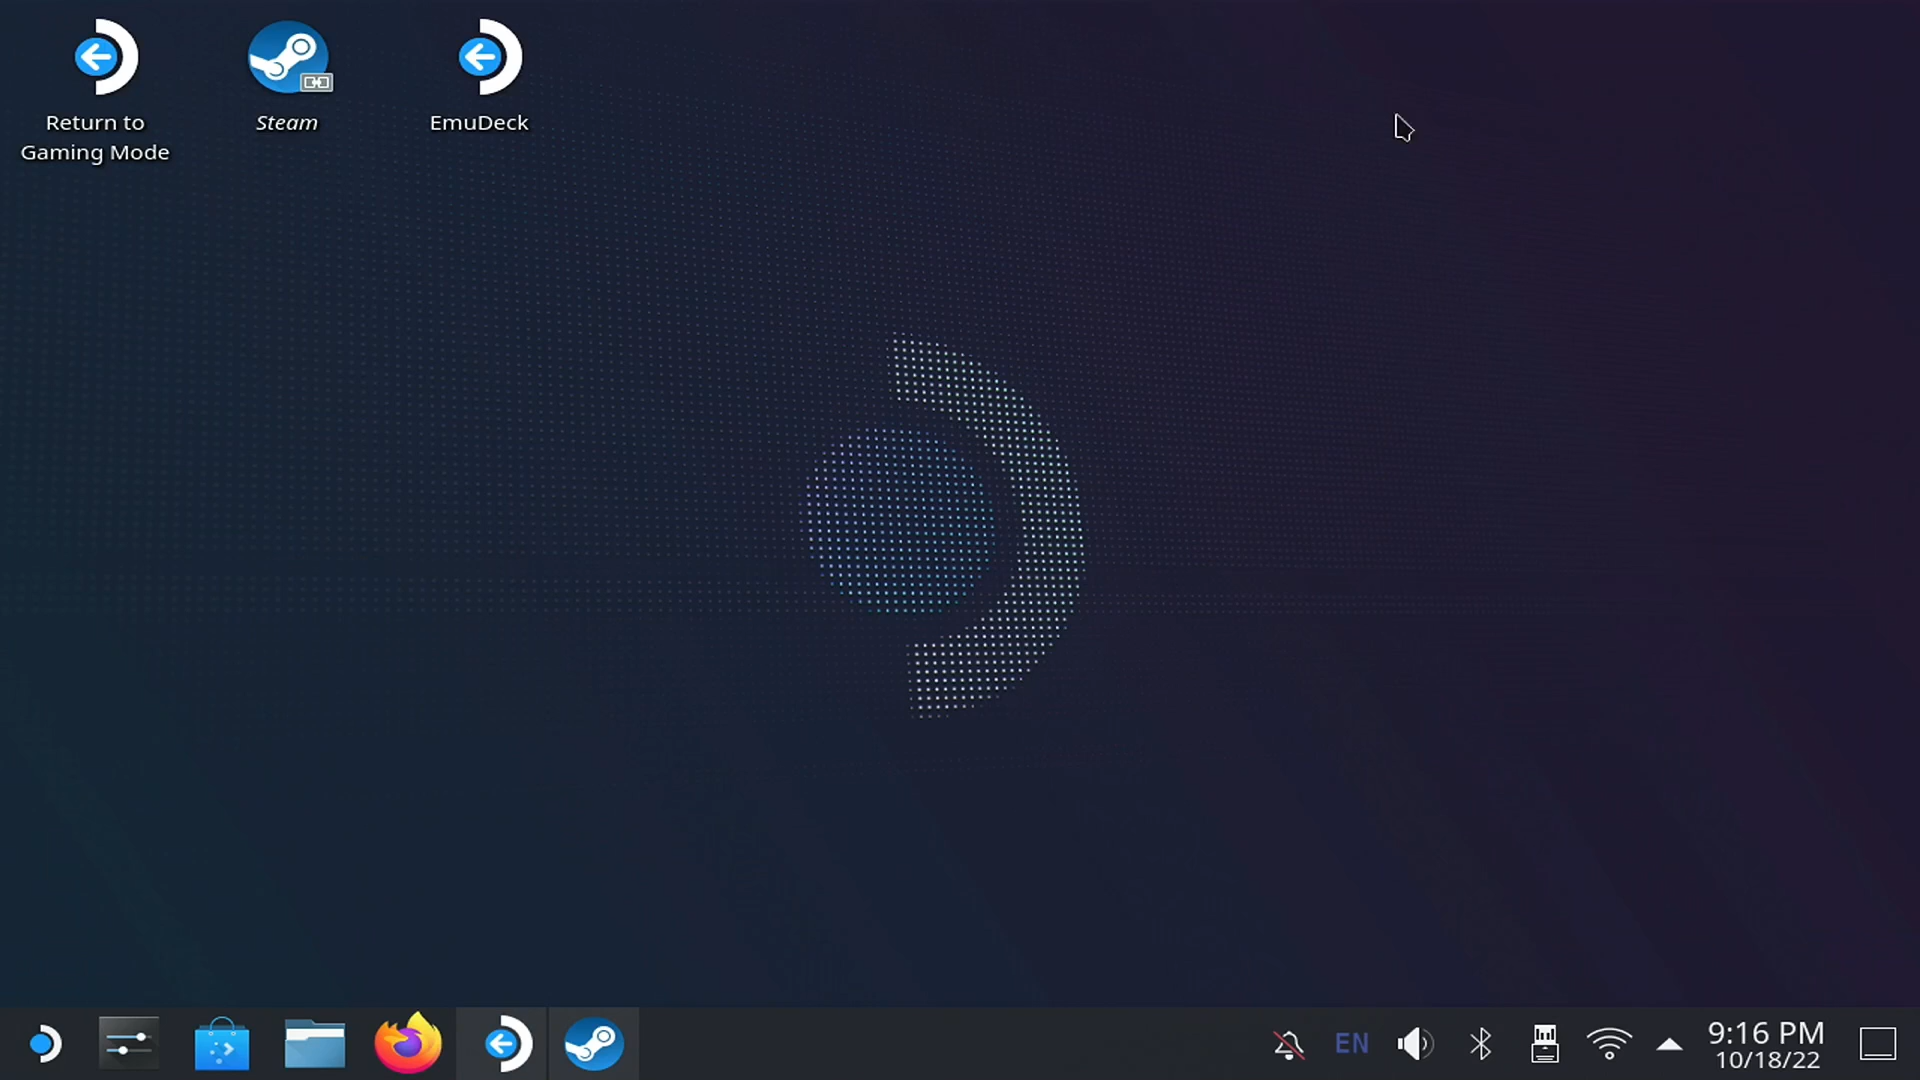 Return to
Gaming Mode
Steam
EmuDeck
EN
9:16 PM
10/18/22